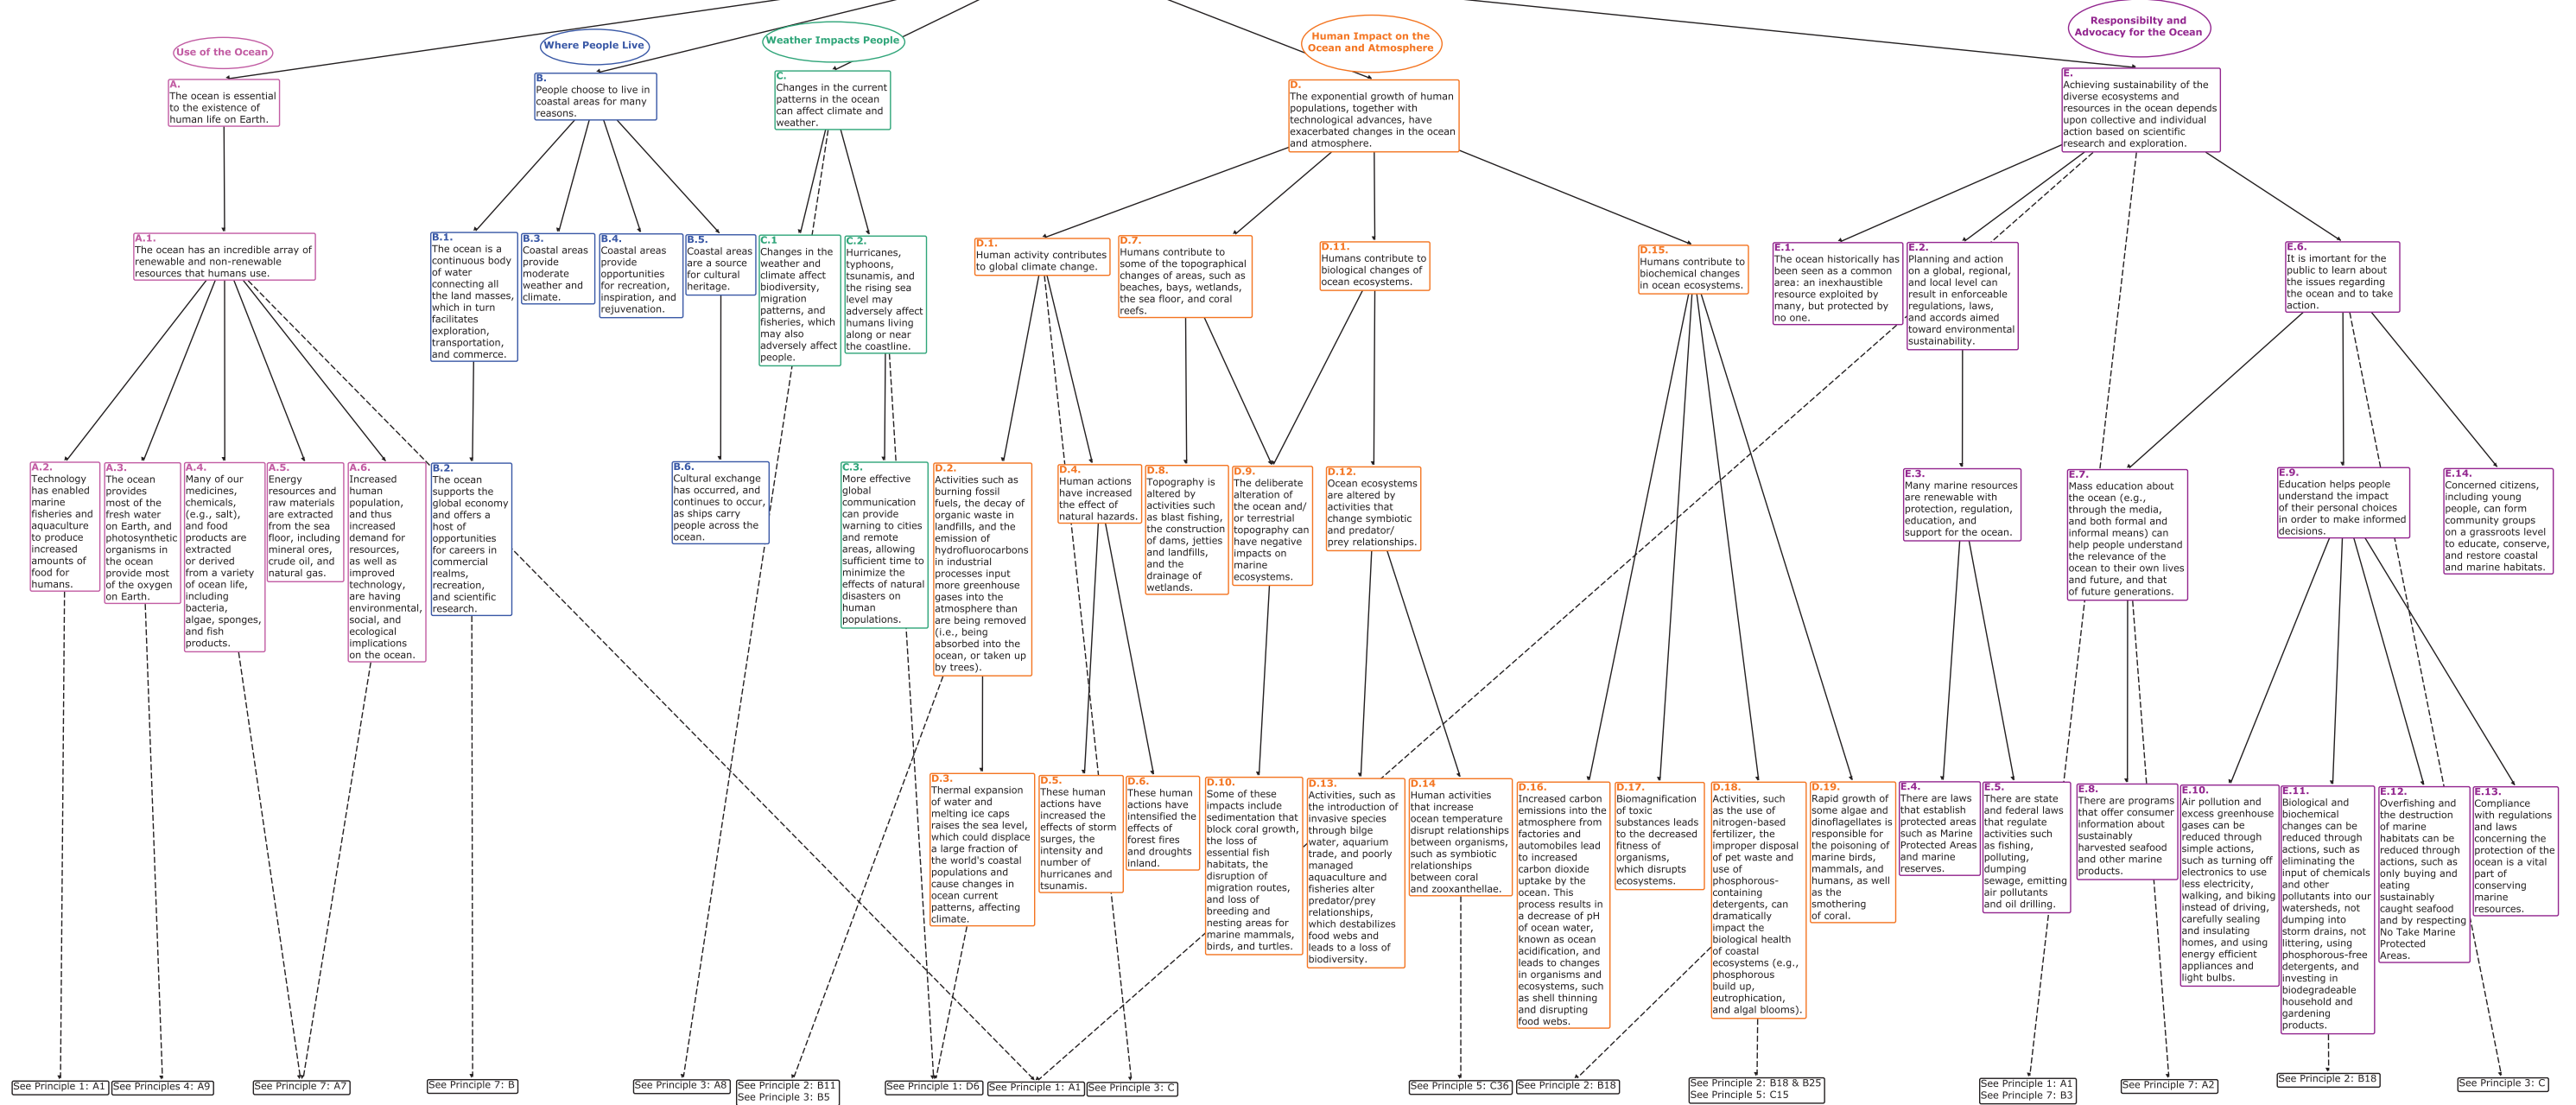 Use of the Ocean
Where People Live
Weather Impacts People
Human Impact on the
Ocean and Atmosphere
Responsibilty and
Advocacy for the Ocean
A.
The ocean is essential
to the existence of
human life on Earth.
B.
People choose to live in
coastal areas for many
reasons.
C.
Changes in the current
patterns in the ocean
can affect climate and
weather.
D.
The exponential growth of human
populations, together with
technological advances, have
exacerbated changes in the ocean
and atmosphere.
E.
Achieving sustainability of the
diverse ecosystems and
resources in the ocean depends
upon collective and individual
action based on scientific
research and exploration.
A.1.
The ocean has an incredible array of
renewable and non-renewable
resources that humans use.
B.1.
The ocean is a
continuous body
of water
connecting all
the land masses,
which in turn
facilitates
exploration,
transportation,
and commerce.
B.3.
Coastal areas
provide
moderate
weather and
climate.
B.4.
Coastal areas
provide
opportunities
for recreation,
inspiration, and
rejuvenation.
B.5.
Coastal areas
are a source
for cultural
heritage.
C.1
Changes in the
weather and
climate affect
biodiversity,
migration
patterns, and
fisheries, which
may also
adversely affect
people.
C.2.
Hurricanes,
typhoons,
tsunamis, and
the rising sea
level may
adversely affect
humans living
along or near
the coastline.
D.1.
Human activity contributes
to global climate change.
D.7.
Humans contribute to
some of the topographical
changes of areas, such as
beaches, bays, wetlands,
the sea floor, and coral
reefs.
D.11.
Humans contribute to
biological changes of
ocean ecosystems.
D.15.
Humans contribute to
biochemical changes
in ocean ecosystems.
E.1.
The ocean historically has
been seen as a common
area: an inexhaustible
resource exploited by
many, but protected by
no one.
E.2.
Planning and action
on a global, regional,
and local level can
result in enforceable
regulations, laws,
and accords aimed
toward environmental
sustainability.
E.6.
It is imortant for the
public to learn about
the issues regarding
the ocean and to take
action.
A.2.
Technology
has enabled
marine
fisheries and
aquaculture
to produce
increased
amounts of
food for
humans.
A.3.
The ocean
provides
most of the
fresh water
on Earth, and
photosynthetic
organisms in
the ocean
provide most
of the oxygen
on Earth.
A.4.
Many of our
medicines,
chemicals,
(e.g., salt),
and food
products are
extracted
or derived
from a variety
of ocean life,
including
bacteria,
algae, sponges,
and fish
products.
A.5.
Energy
resources and
raw materials
are extracted
from the sea
floor, including
mineral ores,
crude oil, and
natural gas.
A.6.
Increased
human
population,
and thus
increased
demand for
resources,
as well as
improved
technology,
are having
environmental,
social, and
ecological
implications
on the ocean.
B.2.
The ocean
supports the
global economy
and offers a
host of
opportunities
for careers in
commercial
realms,
recreation,
and scientific
research.
B.6.
Cultural exchange
has occurred, and
continues to occur,
as ships carry
people across the
ocean.
C.3.
More effective
global
communication
can provide
warning to cities
and remote
areas, allowing
sufficient time to
minimize the
effects of natural
disasters on
human
populations.
D.2.
Activities such as
burning fossil
fuels, the decay of
organic waste in
landfills, and the
emission of
hydrofluorocarbons
in industrial
processes input
more greenhouse
gases into the
atmosphere than
are being removed
(i.e., being
absorbed into the
ocean, or taken up
by trees).
D.4.
Human actions
have increased
the effect of
natural hazards.
D.8.
Topography is
altered by
activities such
as blast fishing,
the construction
of dams, jetties
and landfills,
and the
drainage of
wetlands.
D.9.
The deliberate
alteration of
the ocean and/
or terrestrial
topography can
have negative
impacts on
marine
ecosystems.
D.12.
Ocean ecosystems
are altered by
activities that
change symbiotic
and predator/
prey relationships.
E.3.
Many marine resources
are renewable with
protection, regulation,
education, and
support for the ocean.
E.7.
Mass education about
the ocean (e.g.,
through the media,
and both formal and
informal means) can
help people understand
the relevance of the
ocean to their own lives
and future, and that
of future generations.
E.9.
Education helps people
understand the impact
of their personal choices
in order to make informed
decisions.
E.14.
Concerned citizens,
including young
people, can form
community groups
on a grassroots level
to educate, conserve,
and restore coastal
and marine habitats.
D.3.
Thermal expansion
of water and
melting ice caps
raises the sea level,
which could displace
a large fraction of
the world's coastal
populations and
cause changes in
ocean current
patterns, affecting
climate.
D.5.
These human
actions have
increased the
effects of storm
surges, the
intensity and
number of
hurricanes and
tsunamis.
D.6.
These human
actions have
intensified the
effects of
forest fires
and droughts
inland.
D.10.
Some of these
impacts include
sedimentation that
block coral growth,
the loss of
essential fish
habitats, the
disruption of
migration routes,
and loss of
breeding and
nesting areas for
marine mammals,
birds, and turtles.
D.13.
Activities, such as
the introduction of
invasive species
through bilge
water, aquarium
trade, and poorly
managed
aquaculture and
fisheries alter
predator/prey
relationships,
which destabilizes
food webs and
leads to a loss of
biodiversity.
D.14
Human activities
that increase
ocean temperature
disrupt relationships
between organisms,
such as symbiotic
relationships
between coral
and zooxanthellae.
D.16.
Increased carbon
emissions into the
atmosphere from
factories and
automobiles lead
to increased
carbon dioxide
uptake by the
ocean. This
process results in
a decrease of pH
of ocean water,
known as ocean
acidification, and
leads to changes
in organisms and
ecosystems, such
as shell thinning
and disrupting
food webs.
D.17.
Biomagnification
of toxic
substances leads
to the decreased
fitness of
organisms,
which disrupts
ecosystems.
D.18.
Activities, such
as the use of
nitrogen-based
fertilizer, the
improper disposal
of pet waste and
use of
phosphorous-
containing
detergents, can
dramatically
impact the
biological health
of coastal
ecosystems (e.g.,
phosphorous
build up,
eutrophication,
and algal blooms).
D.19.
Rapid growth of
some algae and
dinoflagellates is
responsible for
the poisoning of
marine birds,
mammals, and
humans, as well
as the
smothering
of coral.
E.4.
There are laws
that establish
protected areas
such as Marine
Protected Areas
and marine
reserves.
E.5.
There are state
and federal laws
that regulate
activities such
as fishing,
polluting,
dumping
sewage, emitting
air pollutants
and oil drilling.
E.8.
There are programs
that offer consumer
information about
sustainably
harvested seafood
and other marine
products.
E.10.
Air pollution and
excess greenhouse
gases can be
reduced through
simple actions,
such as turning off
electronics to use
less electricity,
walking, and biking
instead of driving,
carefully sealing
and insulating
homes, and using
energy efficient
appliances and
light bulbs.
E.11.
Biological and
biochemical
changes can be
reduced through
actions, such as
eliminating the
input of chemicals
and other
pollutants into our
watersheds, not
dumping into
storm drains, not
littering, using
phosphorous-free
detergents, and
investing in
biodegradeable
household and
gardening
products.
E.12.
Overfishing and
the destruction
of marine
habitats can be
reduced through
actions, such as
only buying and
eating
sustainably
caught seafood
and by respecting
No Take Marine
Protected
Areas.
E.13.
Compliance
with regulations
and laws
concerning the
protection of the
ocean is a vital
part of
conserving
marine
resources.
See Principle 1: A1
See Principles 4: A9
See Principle 7: A7
See Principle 7: B
See Principle 3: A8
See Principle 2: B11
See Principle 3: B5
See Principle 1: D6
See Principle 1: A1
See Principle 3: C
See Principle 5: C36
See Principle 2: B18
See Principle 2: B18 & B25
See Principle 5: C15
See Principle 1: A1
See Principle 7: B3
See Principle 7: A2
See Principle 2: B18
See Principle 3: C